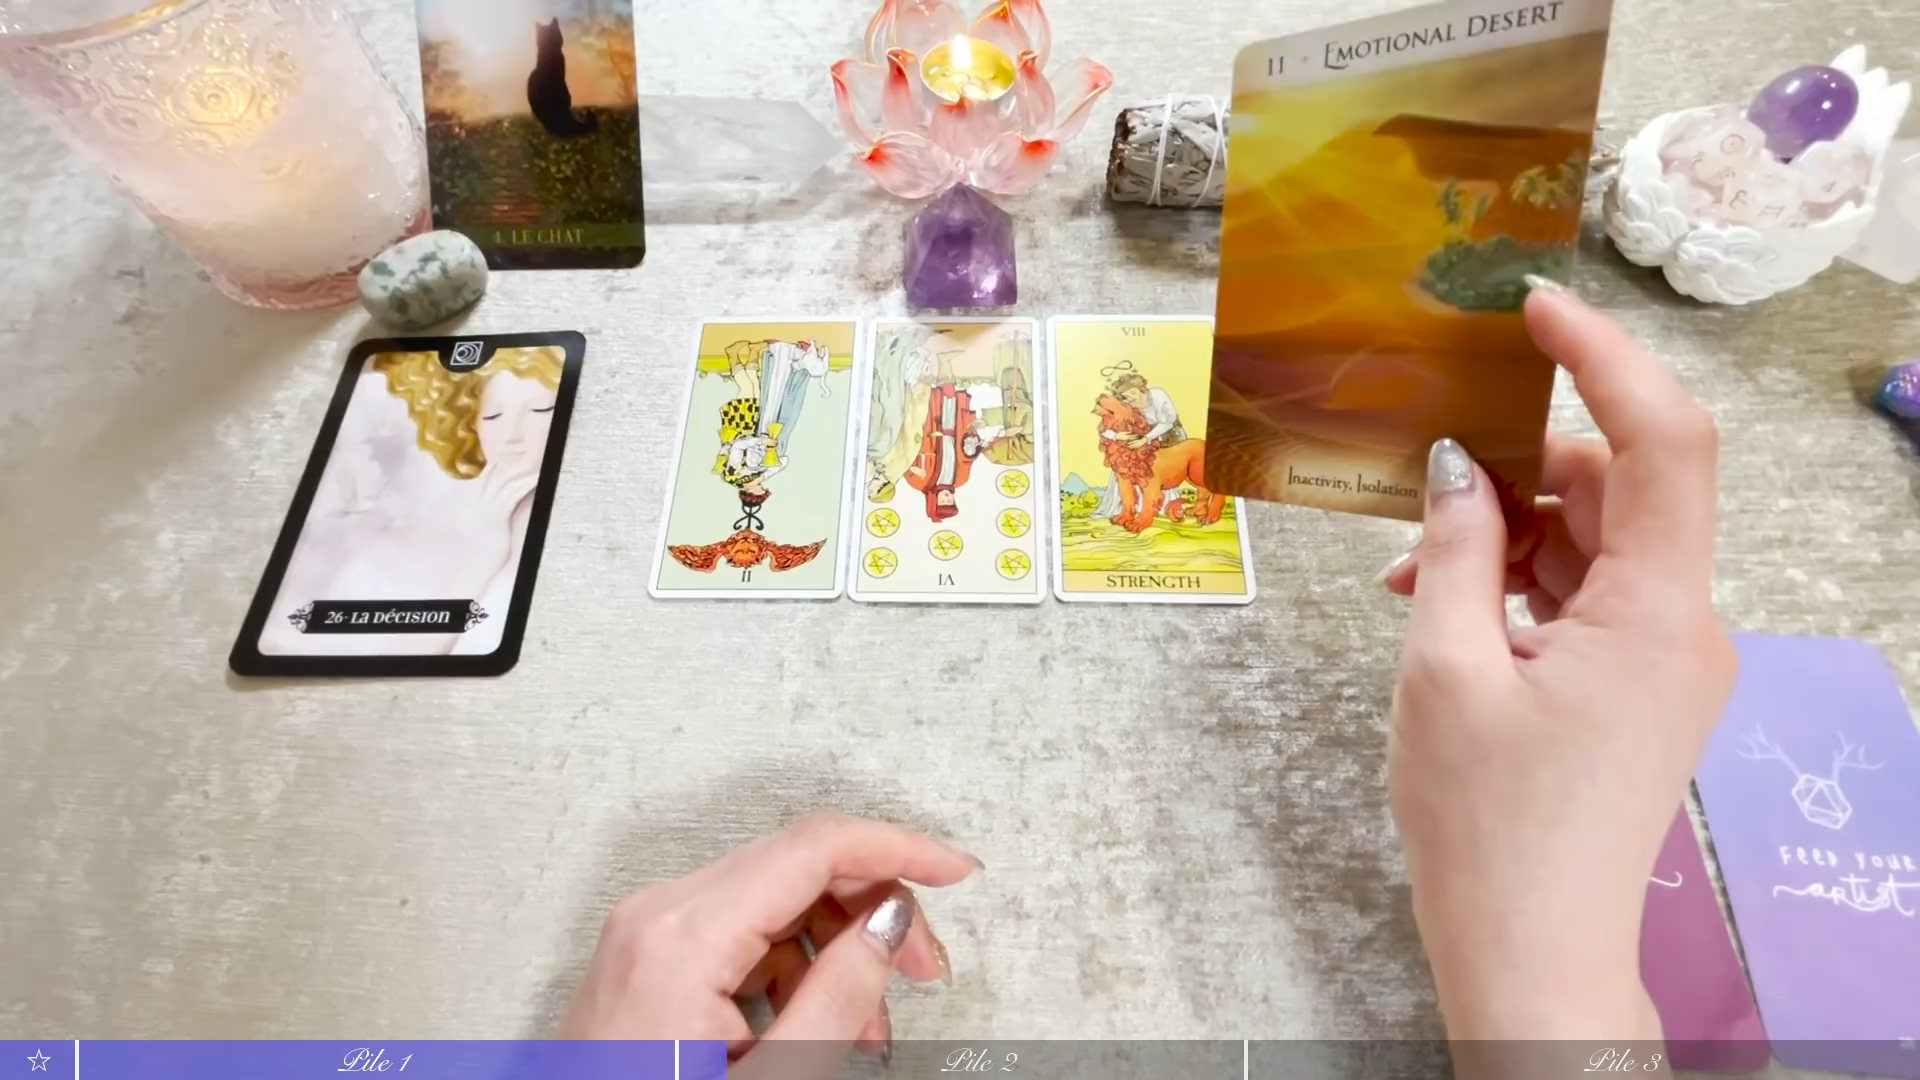 II • EMOTIONAL DESERT
4. LE CHAT
VIII
Inactivity, Isolation
26 • La Décision
II
VI
STRENGTH
FEED YOUR
artist
☆
Pile 1
Pile 2
Pile 3